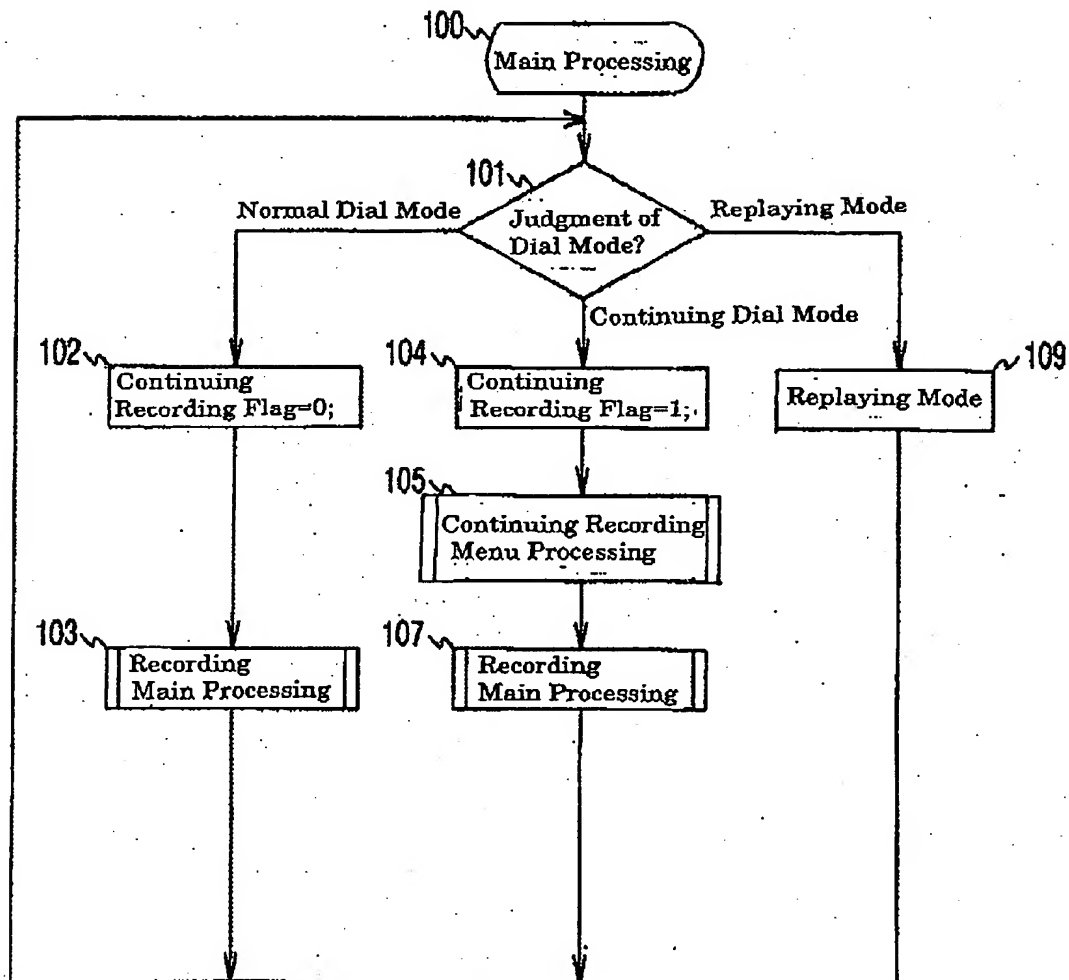 100
Main Processing
101
Judgment of
Dial Mode?
Normal Dial Mode
Replaying Mode
Continuing Dial Mode
102
Continuing
Recording Flag=0;
104
Continuing
Recording Flag=1;
109
Replaying Mode
105
Continuing Recording
Menu Processing
103
Recording
Main Processing
107
Recording
Main Processing